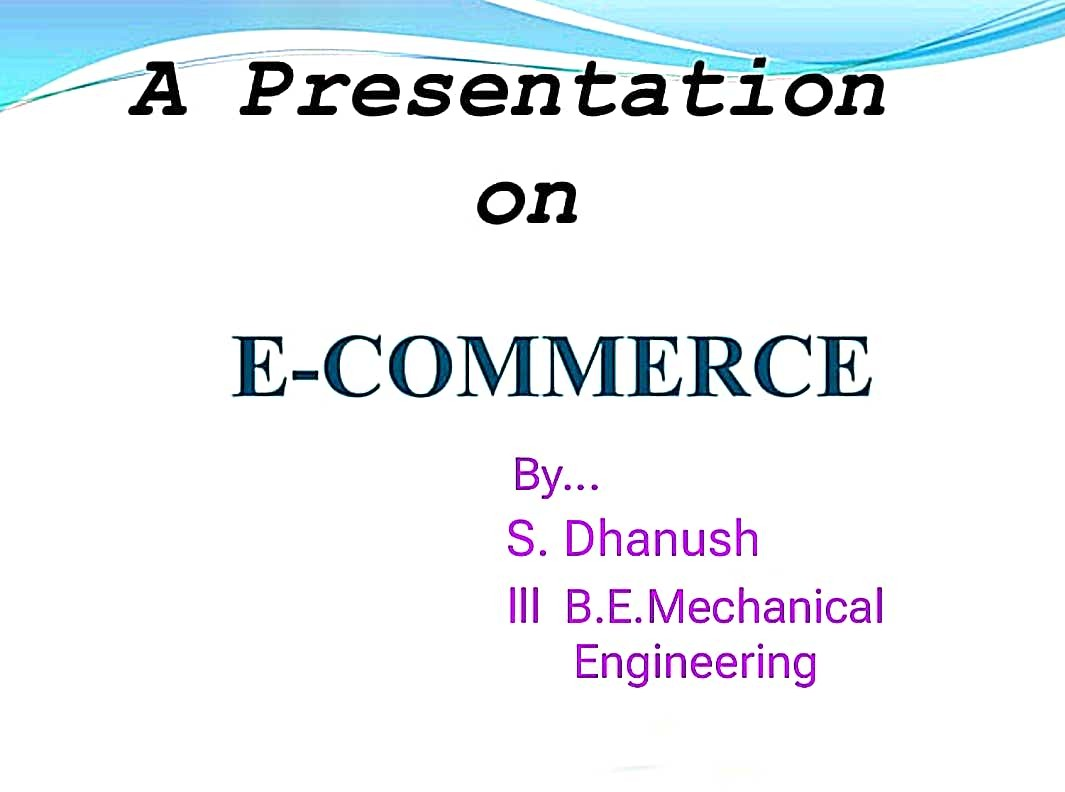 A Presentation
on
E-COMMERCE
By...
S. Dhanush
III B.E.Mechanical
Engineering